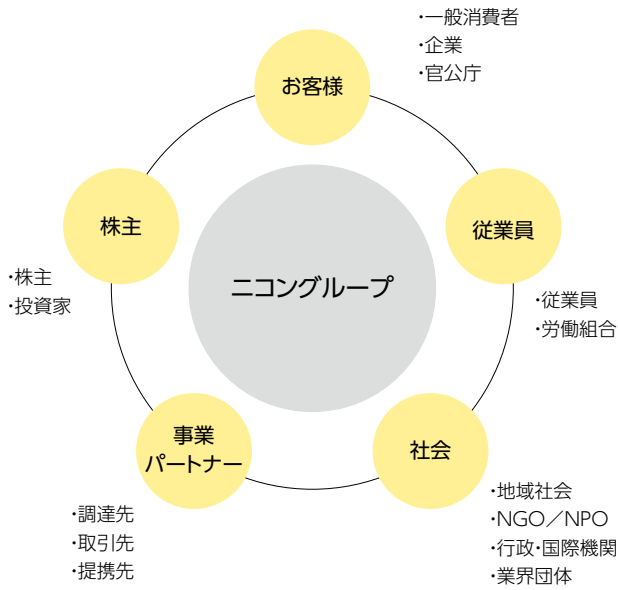 ・一般消費者
・企業
・官公庁
お客様
株主
従業員
・株主
・投資家
ニコングループ
・従業員
・労働組合
事業
パートナー
社会
・調達先
・取引先
・提携先
・地域社会
・NGO／NPO
・行政・国際機関
・業界団体